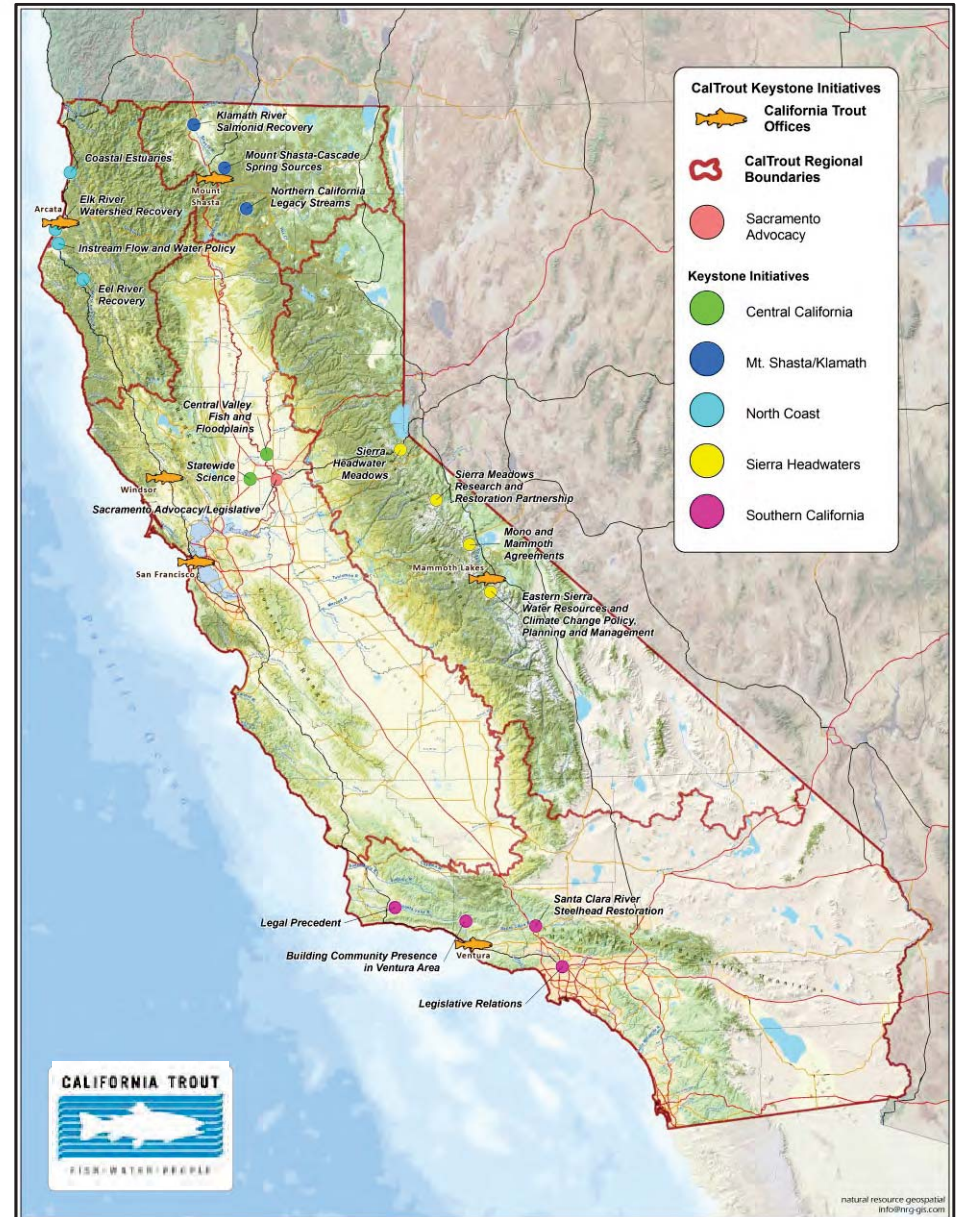 CalTrout Keystone Initiatives
California Trout
Offices
CalTrout Regional
Boundaries
Sacramento
Advocacy
Keystone Initiatives
Central California
Mt. Shasta/Klamath
North Coast
Sierra Headwaters
Southern California
Klamath River
Salmonid Recovery
Coastal Estuaries
Mount Shasta-Cascade
Spring Sources
Mount
Shasta
Northern California
Legacy Streams
Elk River
Watershed Recovery
Arcata
Instream Flow and Water Policy
Eel River
Recovery
Central Valley
Fish and
Floodplains
Statewide
Science
Windsor
Sacramento Advocacy/Legislative
San Francisco
Sierra
Headwater
Meadows
Sierra Meadows
Research and
Restoration Partnership
Mono and
Mammoth
Agreements
Mammoth Lakes
Eastern Sierra
Water Resources and
Climate Change Policy,
Planning and Management
Santa Clara River
Steelhead Restoration
Legal Precedent
Building Community Presence
in Ventura Area
Ventura
Legislative Relations
CALIFORNIA TROUT
FISH·WATER·PEOPLE
natural resource geospatial
info@nrg-gis.com